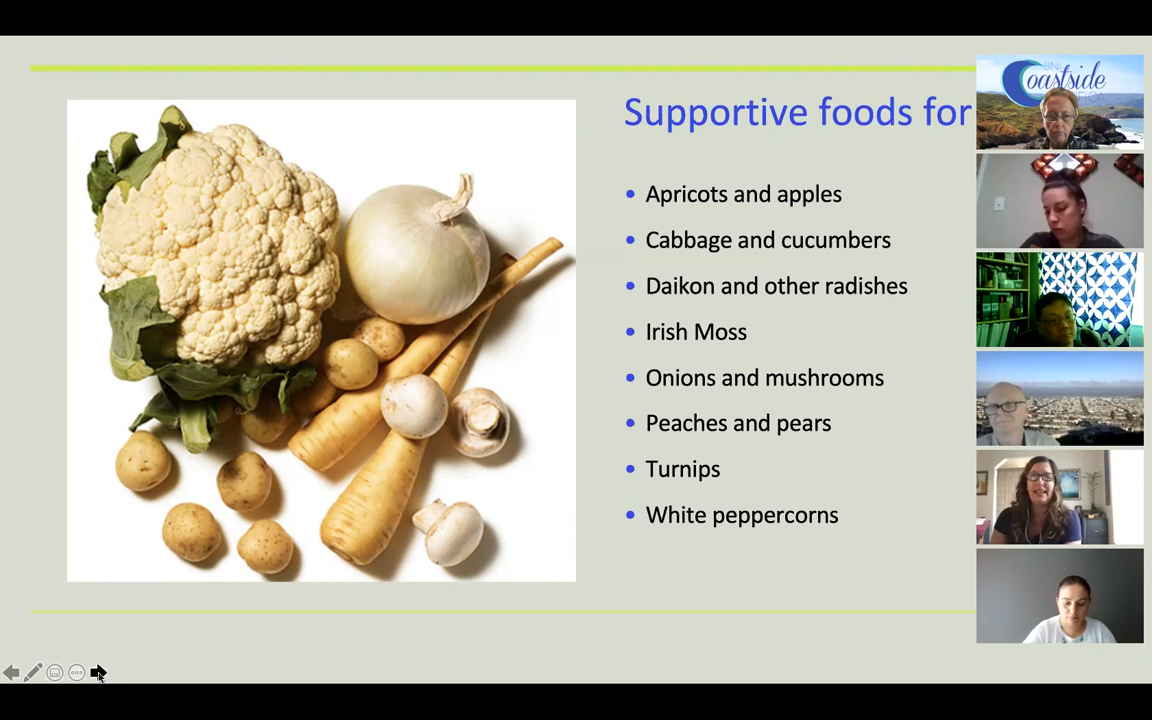 Supportive foods for
• Apricots and apples
• Cabbage and cucumbers
• Daikon and other radishes
• Irish Moss
• Onions and mushrooms
• Peaches and pears
• Turnips
• White peppercorns
BNI
Coastside